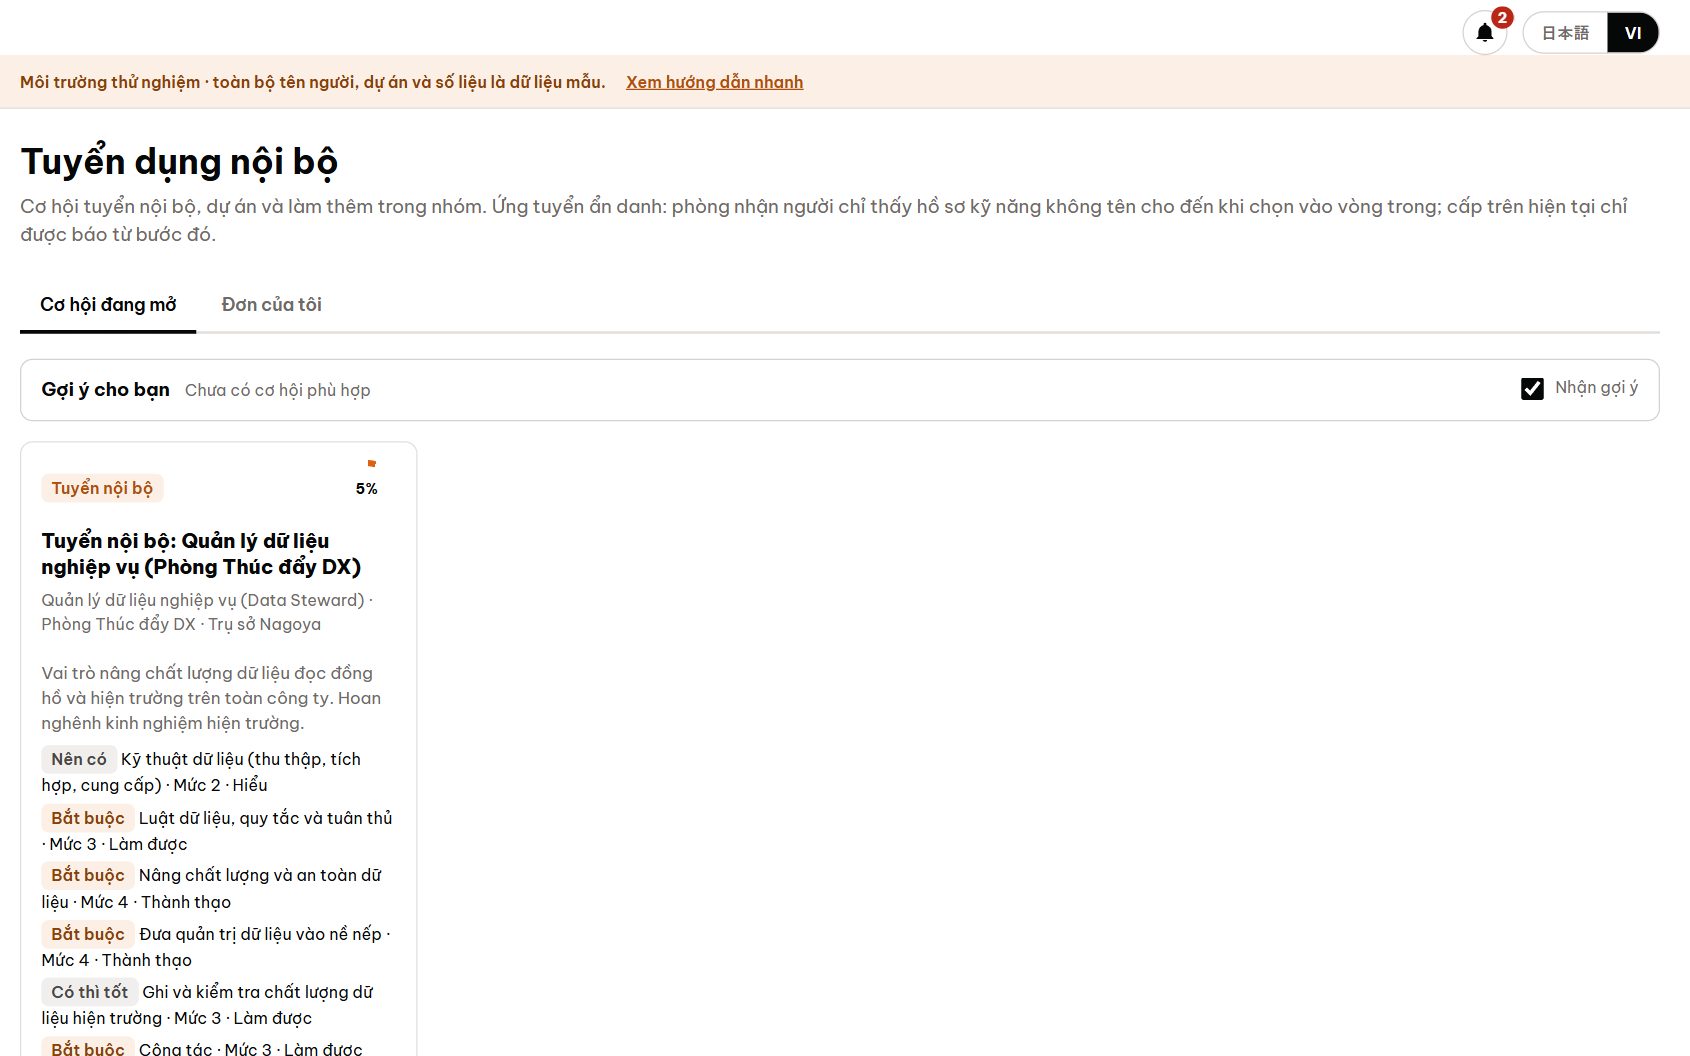 2
日本語 VI
Môi trường thử nghiệm · toàn bộ tên người, dự án và số liệu là dữ liệu mẫu. Xem hướng dẫn nhanh
Tuyển dụng nội bộ
Cơ hội tuyển nội bộ, dự án và làm thêm trong nhóm. Ứng tuyển ẩn danh: phòng nhận người chỉ thấy hồ sơ kỹ năng không tên cho đến khi chọn vào vòng trong; cấp trên hiện tại chỉ
được báo từ bước đó.
Cơ hội đang mở Đơn của tôi
Gợi ý cho bạn Chưa có cơ hội phù hợp Nhận gợi ý
Tuyển nội bộ 5%
Tuyển nội bộ: Quản lý dữ liệu
nghiệp vụ (Phòng Thúc đẩy DX)
Quản lý dữ liệu nghiệp vụ (Data Steward) ·
Phòng Thúc đẩy DX · Trụ sở Nagoya
Vai trò nâng chất lượng dữ liệu đọc đồng
hồ và hiện trường trên toàn công ty. Hoan
nghênh kinh nghiệm hiện trường.
Nên có Kỹ thuật dữ liệu (thu thập, tích
hợp, cung cấp) · Mức 2 · Hiểu
Bắt buộc Luật dữ liệu, quy tắc và tuân thủ
· Mức 3 · Làm được
Bắt buộc Nâng chất lượng và an toàn dữ
liệu · Mức 4 · Thành thạo
Bắt buộc Đưa quản trị dữ liệu vào nề nếp ·
Mức 4 · Thành thạo
Có thì tốt Ghi và kiểm tra chất lượng dữ
liệu hiện trường · Mức 3 · Làm được
Bắt buộc Cộng tác · Mức 3 · Làm được